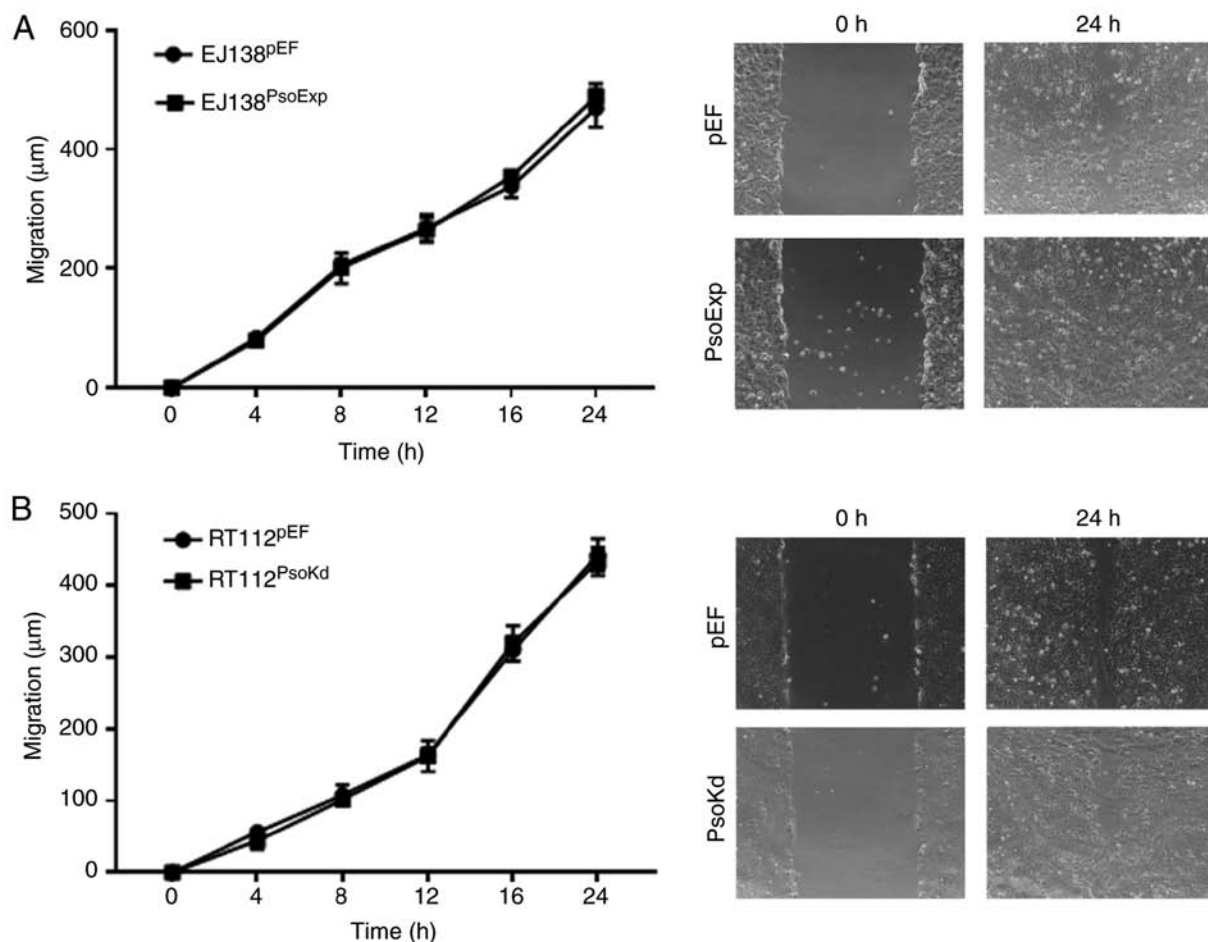 A
600
400
200
0
Migration (μm)
EJ138pEF
EJ138PsoExp
0 4 8 12 16 24
Time (h)
0 h 24 h
pEF
PsoExp
B
500
400
300
200
100
0
Migration (μm)
RT112pEF
RT112PsoKd
0 4 8 12 16 24
Time (h)
0 h 24 h
pEF
PsoKd